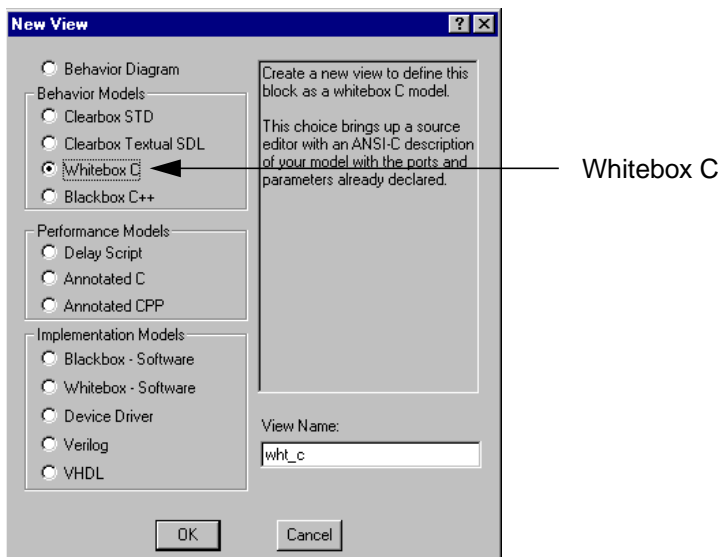 New View
Behavior Diagram
Behavior Models
Clearbox STD
Clearbox Textual SDL
Whitebox C
Blackbox C++
Performance Models
Delay Script
Annotated C
Annotated CPP
Implementation Models
Blackbox - Software
Whitebox - Software
Device Driver
Verilog
VHDL
Create a new view to define this
block as a whitebox C model.
This choice brings up a source
editor with an ANSI-C description
of your model with the ports and
parameters already declared.
View Name:
wht_c
OK
Cancel
Whitebox C